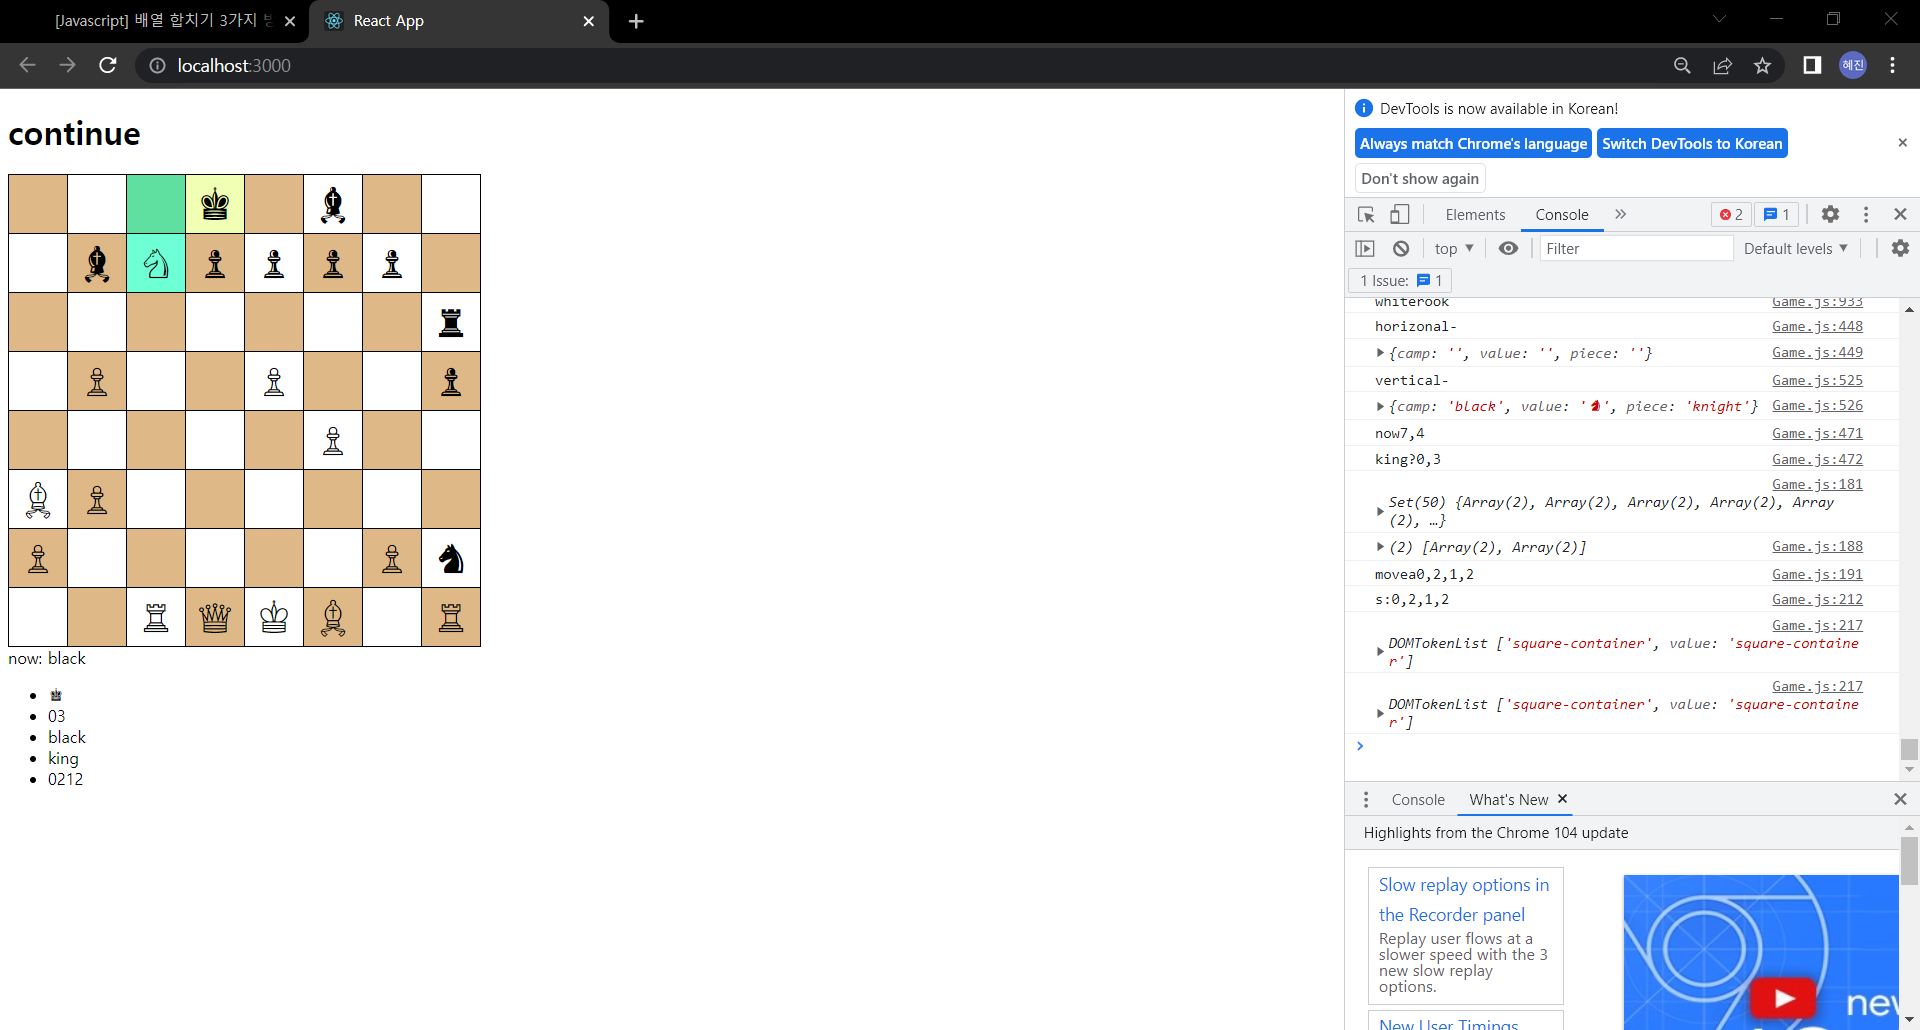 [Javascript] 배열 합치기 3가지
React App
localhost:3000
혜진
continue
now: black
03
black
king
0212
DevTools is now available in Korean!
Always match Chrome's language
Switch DevTools to Korean
Don't show again
Elements
Console
2
1
top
Filter
Default levels
1 Issue:
1
whiterook Game.js:933
horizonal- Game.js:448
{camp: '', value: '', piece: ''} Game.js:449
vertical- Game.js:525
{camp: 'black', value: '♞', piece: 'knight'} Game.js:526
now7,4 Game.js:471
king?0,3 Game.js:472
Game.js:181
Set(50) {Array(2), Array(2), Array(2), Array(2), Array
(2), …}
(2) [Array(2), Array(2)] Game.js:188
movea0,2,1,2 Game.js:191
s:0,2,1,2 Game.js:212
Game.js:217
DOMTokenList ['square-container', value: 'square-containe
r']
Game.js:217
DOMTokenList ['square-container', value: 'square-containe
r']
Console
What's New
Highlights from the Chrome 104 update
Slow replay options in
the Recorder panel
Replay user flows at a
slower speed with the 3
new slow replay
options.
New User Timings
new